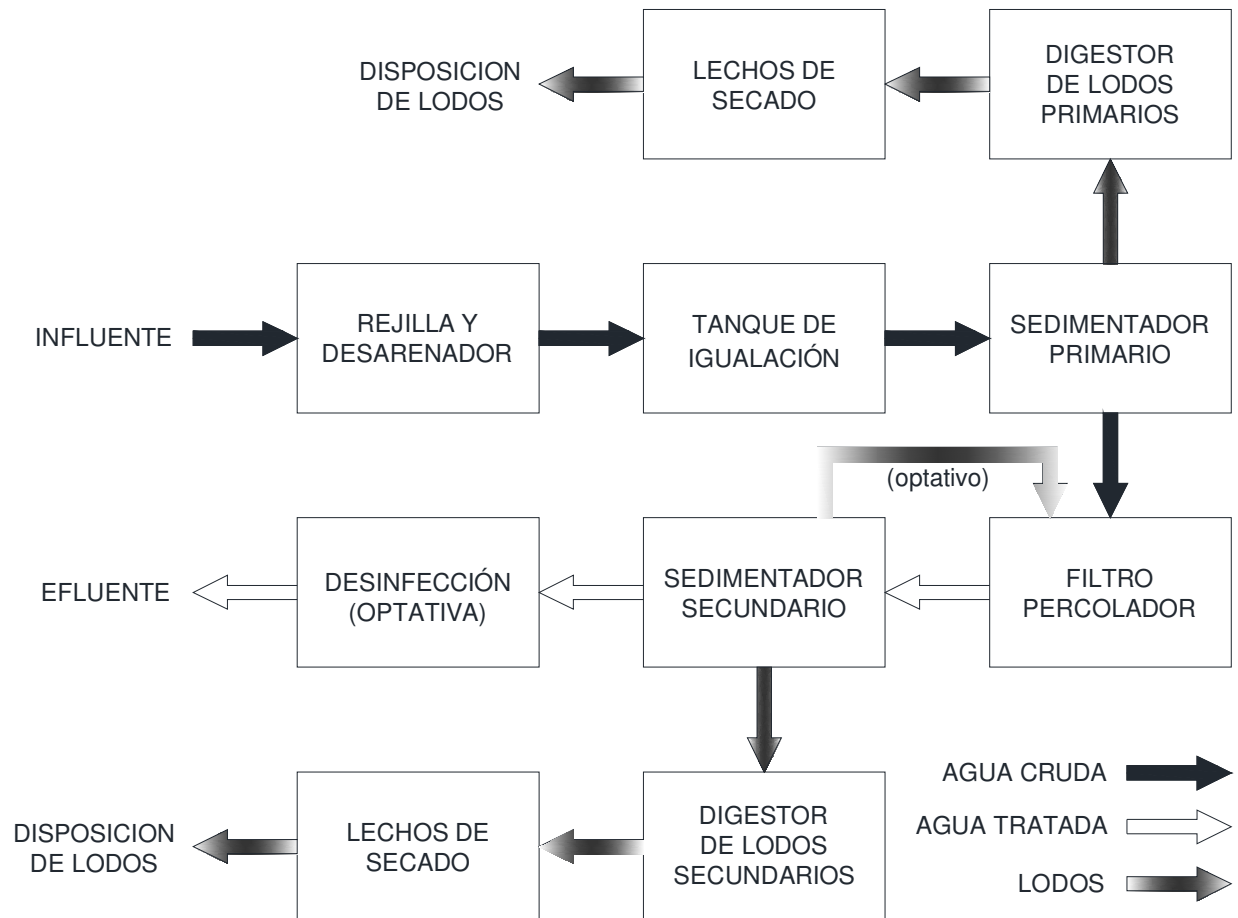 DISPOSICION
DE LODOS
LECHOS DE
SECADO
DIGESTOR
DE LODOS
PRIMARIOS
INFLUENTE
REJILLA Y
DESARENADOR
TANQUE DE
IGUALACIÓN
SEDIMENTADOR
PRIMARIO
(optativo)
EFLUENTE
DESINFECCIÓN
(OPTATIVA)
SEDIMENTADOR
SECUNDARIO
FILTRO
PERCOLADOR
DISPOSICION
DE LODOS
LECHOS DE
SECADO
DIGESTOR
DE LODOS
SECUNDARIOS
AGUA CRUDA
AGUA TRATADA
LODOS